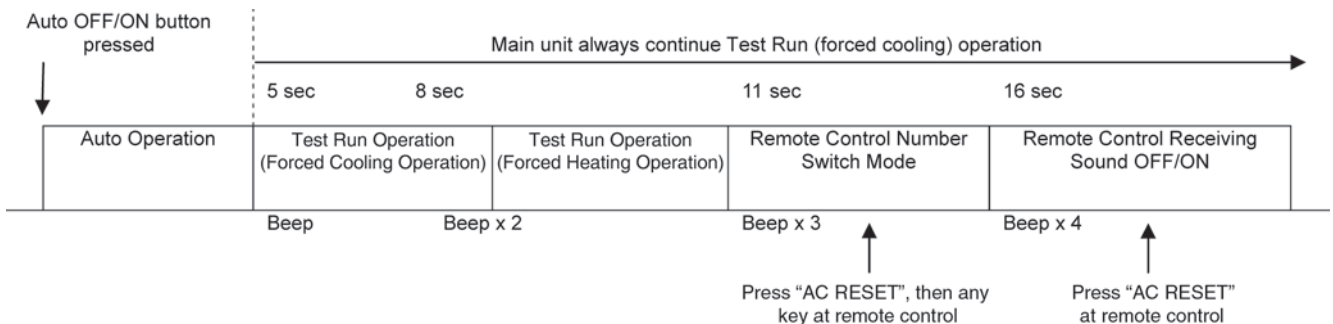 Auto OFF/ON button
pressed
Main unit always continue Test Run (forced cooling) operation
5 sec
8 sec
11 sec
16 sec
Auto Operation
Test Run Operation
(Forced Cooling Operation)
Test Run Operation
(Forced Heating Operation)
Remote Control Number
Switch Mode
Remote Control Receiving
Sound OFF/ON
Beep
Beep x 2
Beep x 3
Beep x 4
Press “AC RESET”, then any
key at remote control
Press “AC RESET”
at remote control